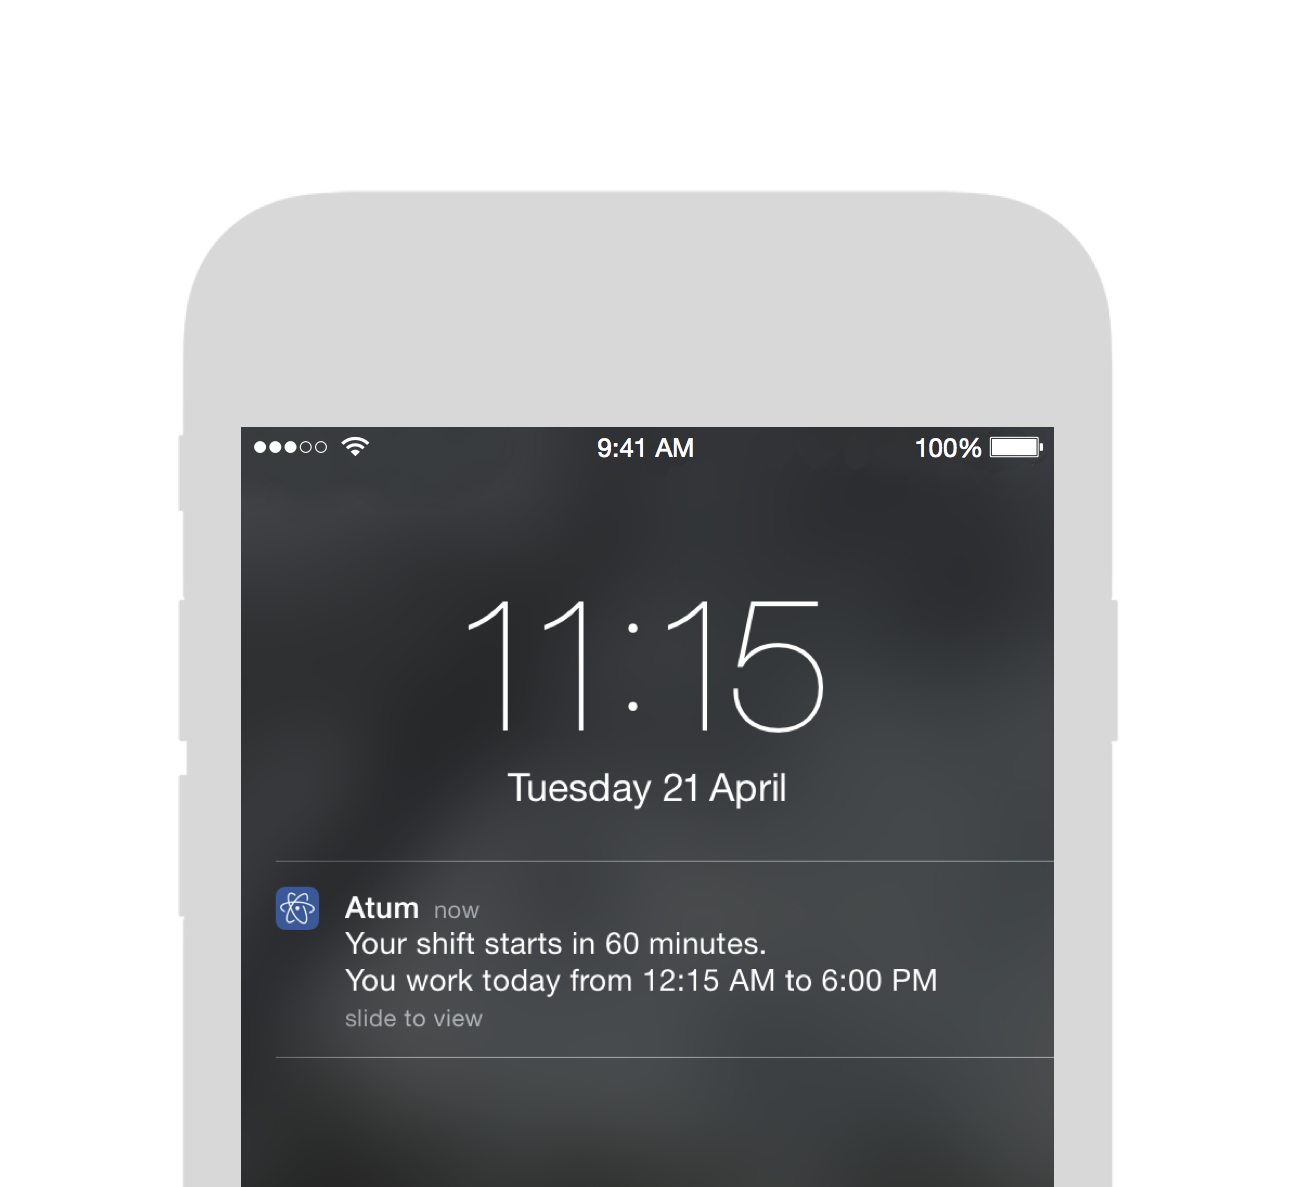 9:41 AM 100%
11:15
Tuesday 21 April
Atum now
Your shift starts in 60 minutes.
You work today from 12:15 AM to 6:00 PM
slide to view